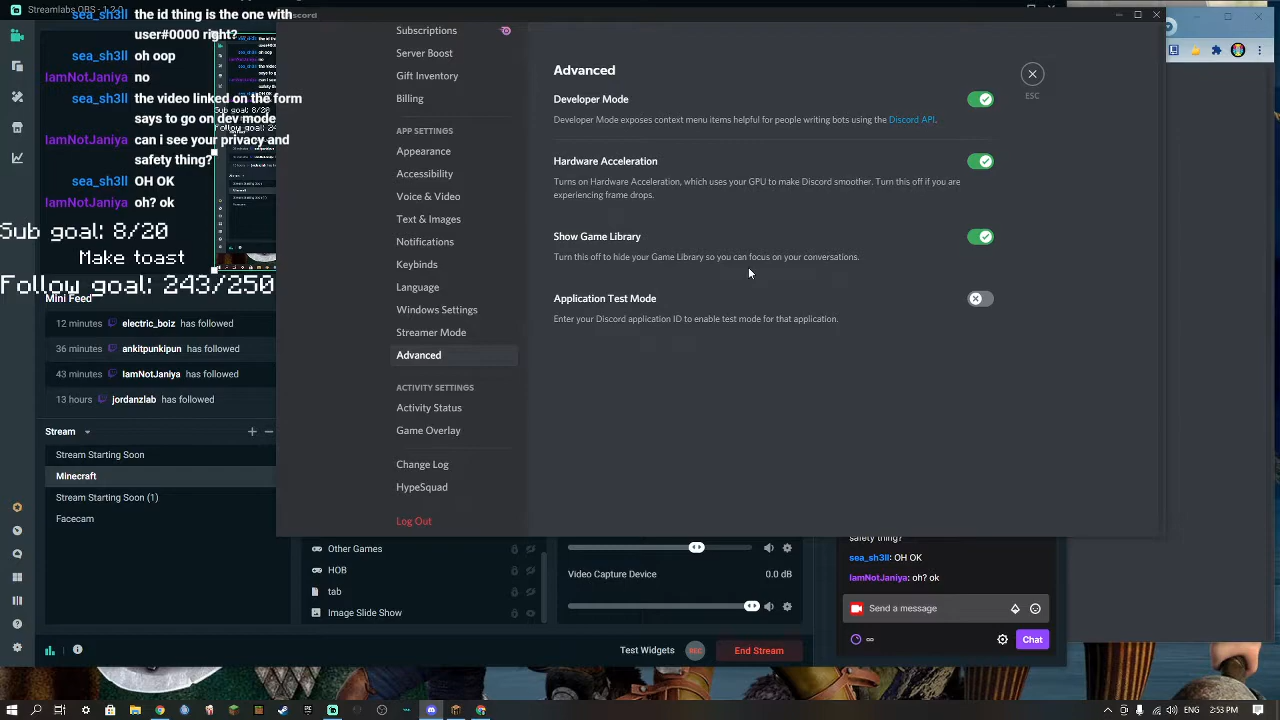 Streamlabs OBS - 1.2.0
sea_sh3ll the id thing is the one with
user#0000 right?
sea_sh3ll oh oop
IamNotJaniya no
sea_sh3ll the video linked on the form
says to go on dev mode
IamNotJaniya can i see your privacy and
safety thing?
sea_sh3ll OH OK
IamNotJaniya oh? ok
Sub goal: 8/20
Make toast
Follow goal: 243/250
Mini Feed
12 minutes electric_boiz has followed
36 minutes ankitpunkipun has followed
43 minutes IamNotJaniya has followed
13 hours jordanzlab has followed
Stream
Stream Starting Soon
Minecraft
Stream Starting Soon (1)
Facecam
Subscriptions
Server Boost
Gift Inventory
Billing
APP SETTINGS
Appearance
Accessibility
Voice & Video
Text & Images
Notifications
Keybinds
Language
Windows Settings
Streamer Mode
Advanced
ACTIVITY SETTINGS
Activity Status
Game Overlay
Change Log
HypeSquad
Log Out
Advanced
ESC
Developer Mode
Developer Mode exposes context menu items helpful for people writing bots using the Discord API.
Hardware Acceleration
Turns on Hardware Acceleration, which uses your GPU to make Discord smoother. Turn this off if you are
experiencing frame drops.
Show Game Library
Turn this off to hide your Game Library so you can focus on your conversations.
Application Test Mode
Enter your Discord application ID to enable test mode for that application.
Other Games
HOB
tab
Image Slide Show
Video Capture Device 0.0 dB
safety thing?
sea_sh3ll: OH OK
IamNotJaniya: oh? ok
Send a message
Chat
Test Widgets REC End Stream
2:53 PM